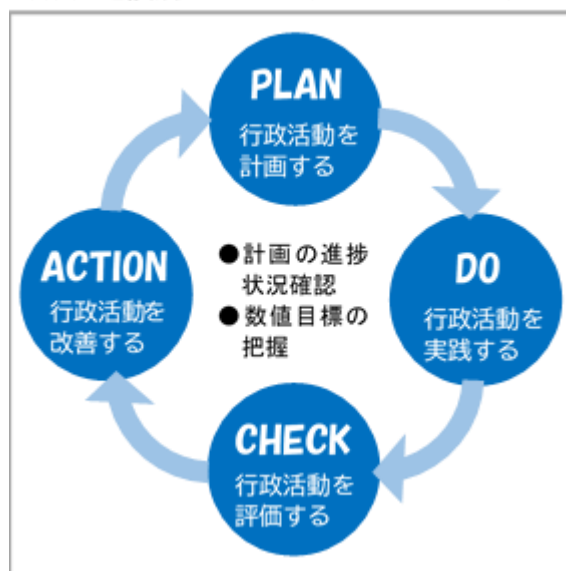 PLAN
行政活動を
計画する
DO
行政活動を
実践する
CHECK
行政活動を
評価する
ACTION
行政活動を
改善する
●計画の進捗
状況確認
●数値目標の
把握